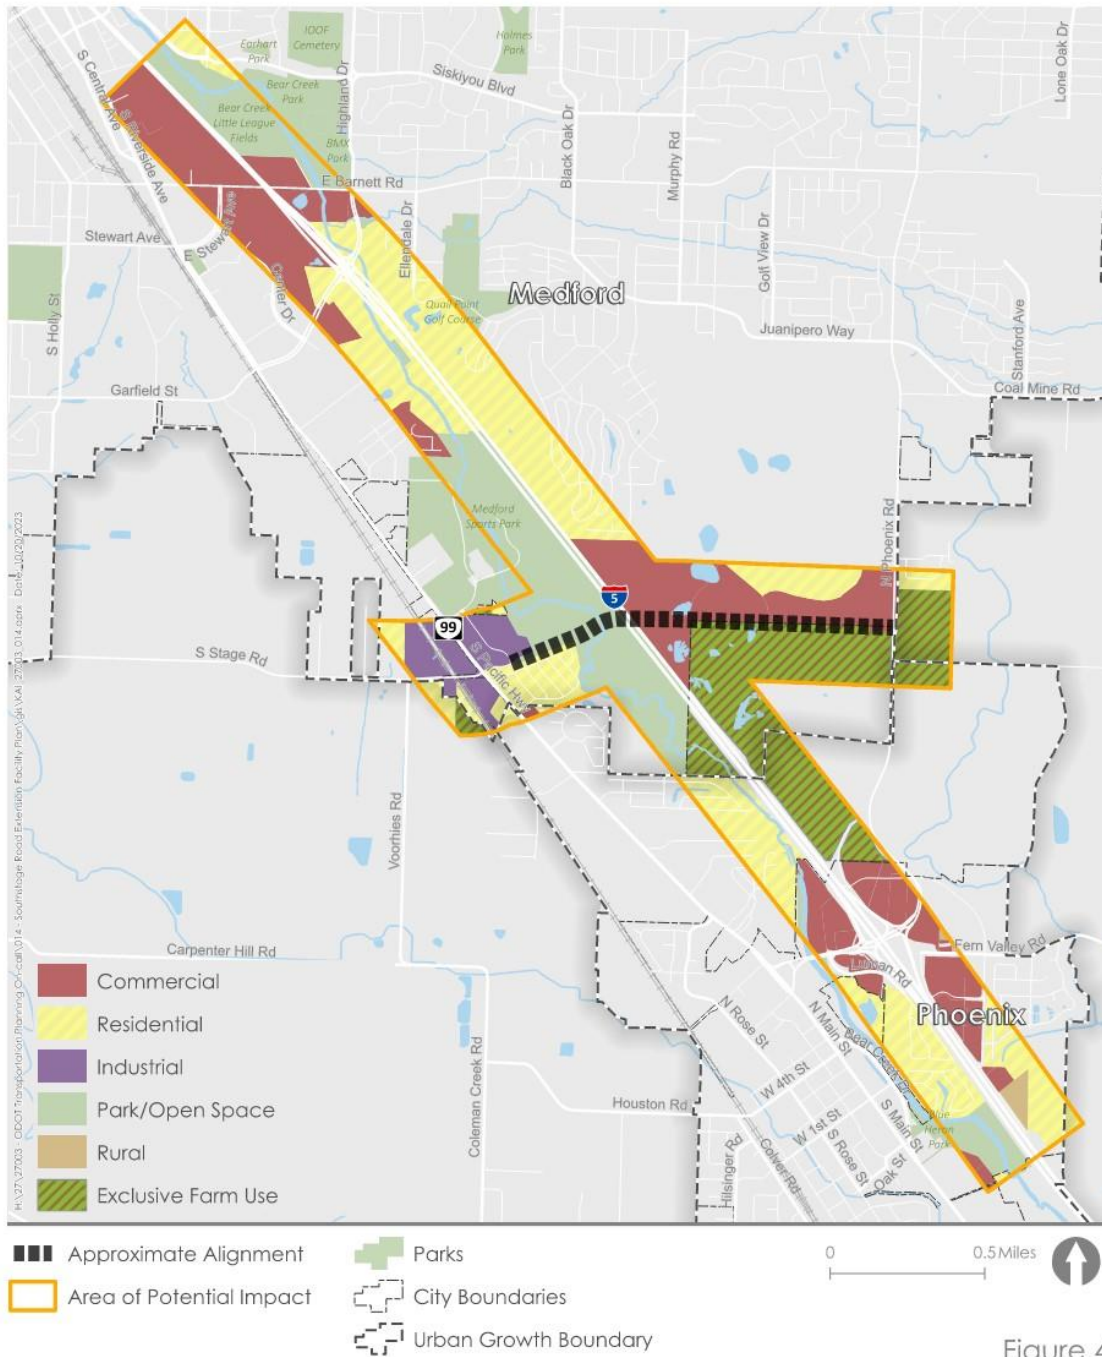 IOOF
Cemetery
Earhart
Park
Holmes
Park
Lone Oak Dr
S Central Ave
Siskiyou Blvd
Bear Creek
Park
Highland Dr
Bear Creek
Little League
Fields
Black Oak Dr
S Riverside Ave
BMX
Park
Murphy Rd
E Barnett Rd
Stewart Ave
E Stewart Ave
Ellendale Dr
Golf View Dr
Center Dr
Medford
Quail Point
Golf Course
S Holly St
Juanipero Way
Stanford Ave
Garfield St
Coal Mine Rd
Medford
Sports Park
N Phoenix Rd
5
99
S Stage Rd
S Pacific Hwy
Voorhies Rd
Carpenter Hill Rd
Fern Valley Rd
Luman Rd
Phoenix
N Rose St
N Main St
Bear Creek Dr
Coleman Creek Rd
W 4th St
Houston Rd
W 1st St
S Main St
Blue
Heron
Park
Hilsinger Rd
Colver Rd
S Rose St
Oak St
Commercial
Residential
Industrial
Park/Open Space
Rural
Exclusive Farm Use
Approximate Alignment
Area of Potential Impact
Parks
City Boundaries
Urban Growth Boundary
0
0.5 Miles
Figure 4